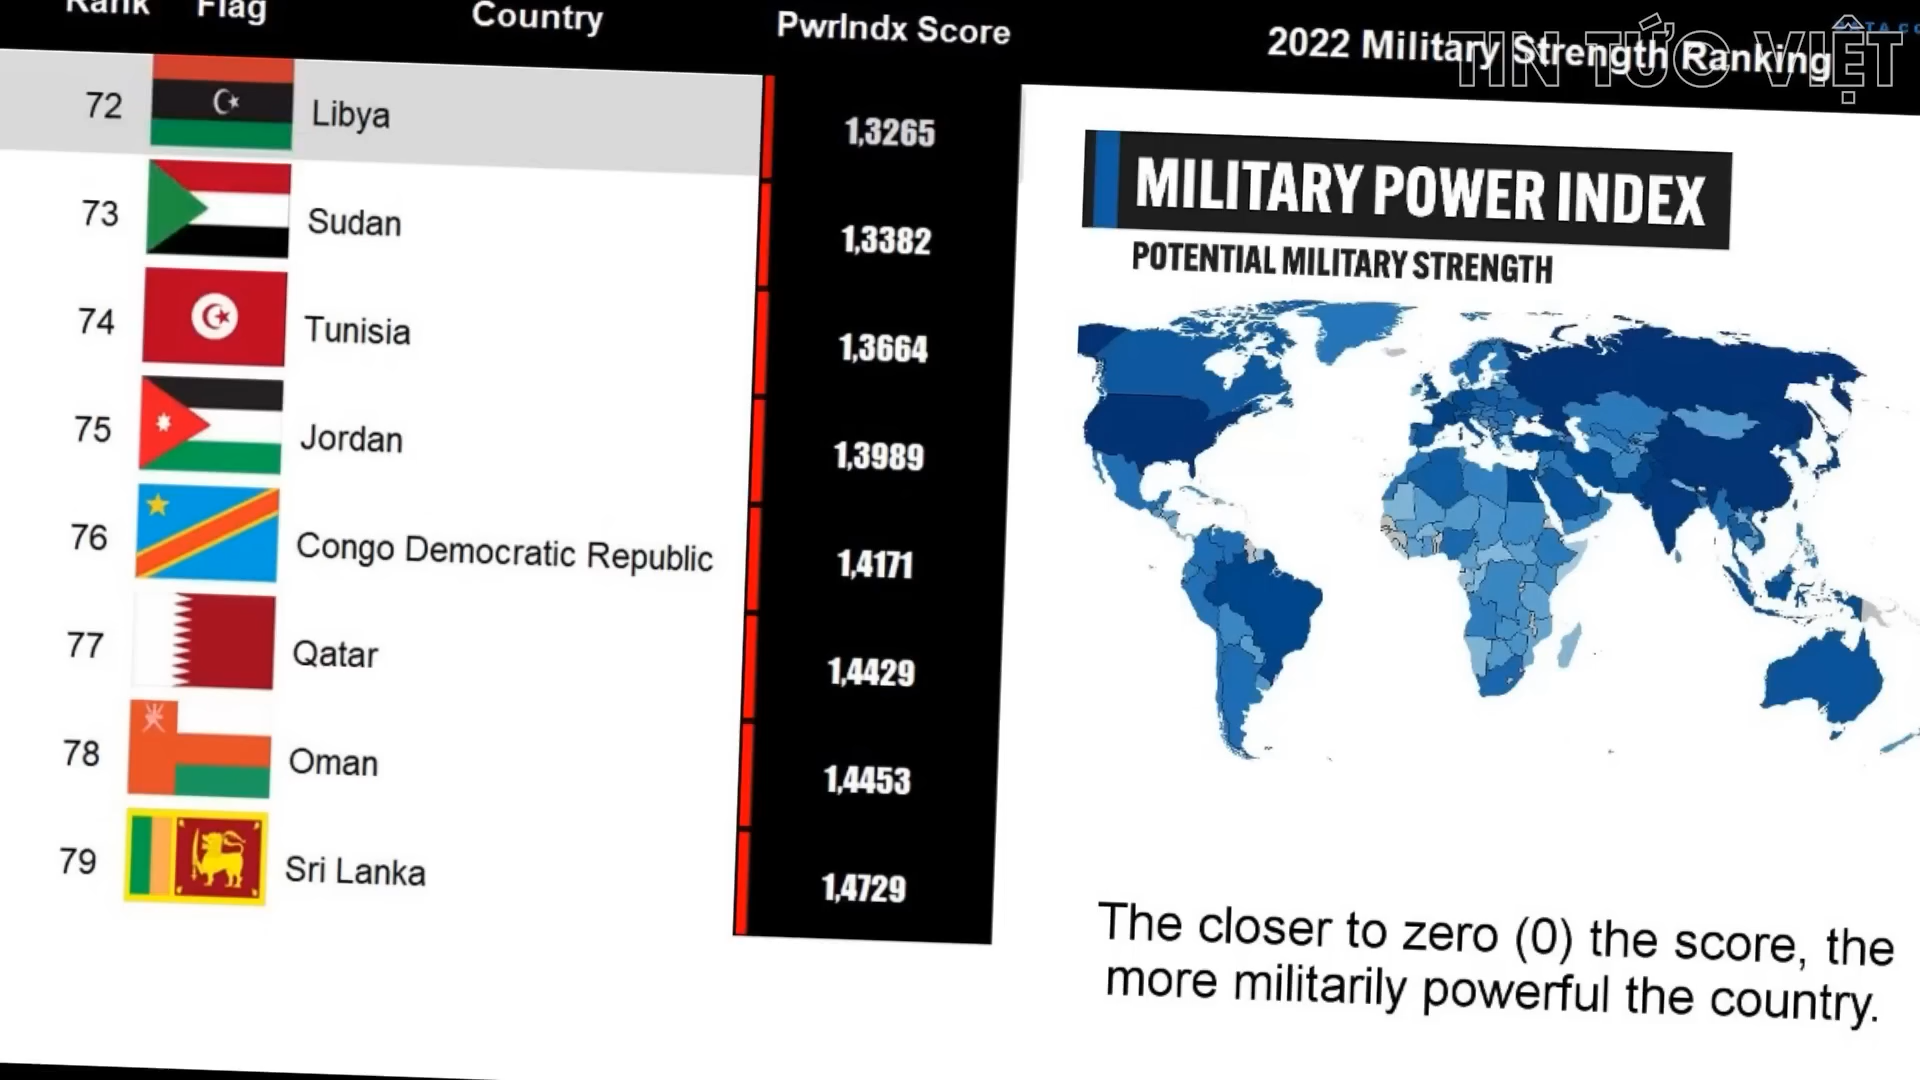 Rank Flag Country PwrIndx Score
2022 Military Strength Ranking
TIN TỨC VIỆT
72 Libya 1,3265
73 Sudan 1,3382
74 Tunisia 1,3664
75 Jordan 1,3989
76 Congo Democratic Republic 1,4171
77 Qatar 1,4429
78 Oman 1,4453
79 Sri Lanka 1,4729
MILITARY POWER INDEX
POTENTIAL MILITARY STRENGTH
The closer to zero (0) the score, the
more militarily powerful the country.